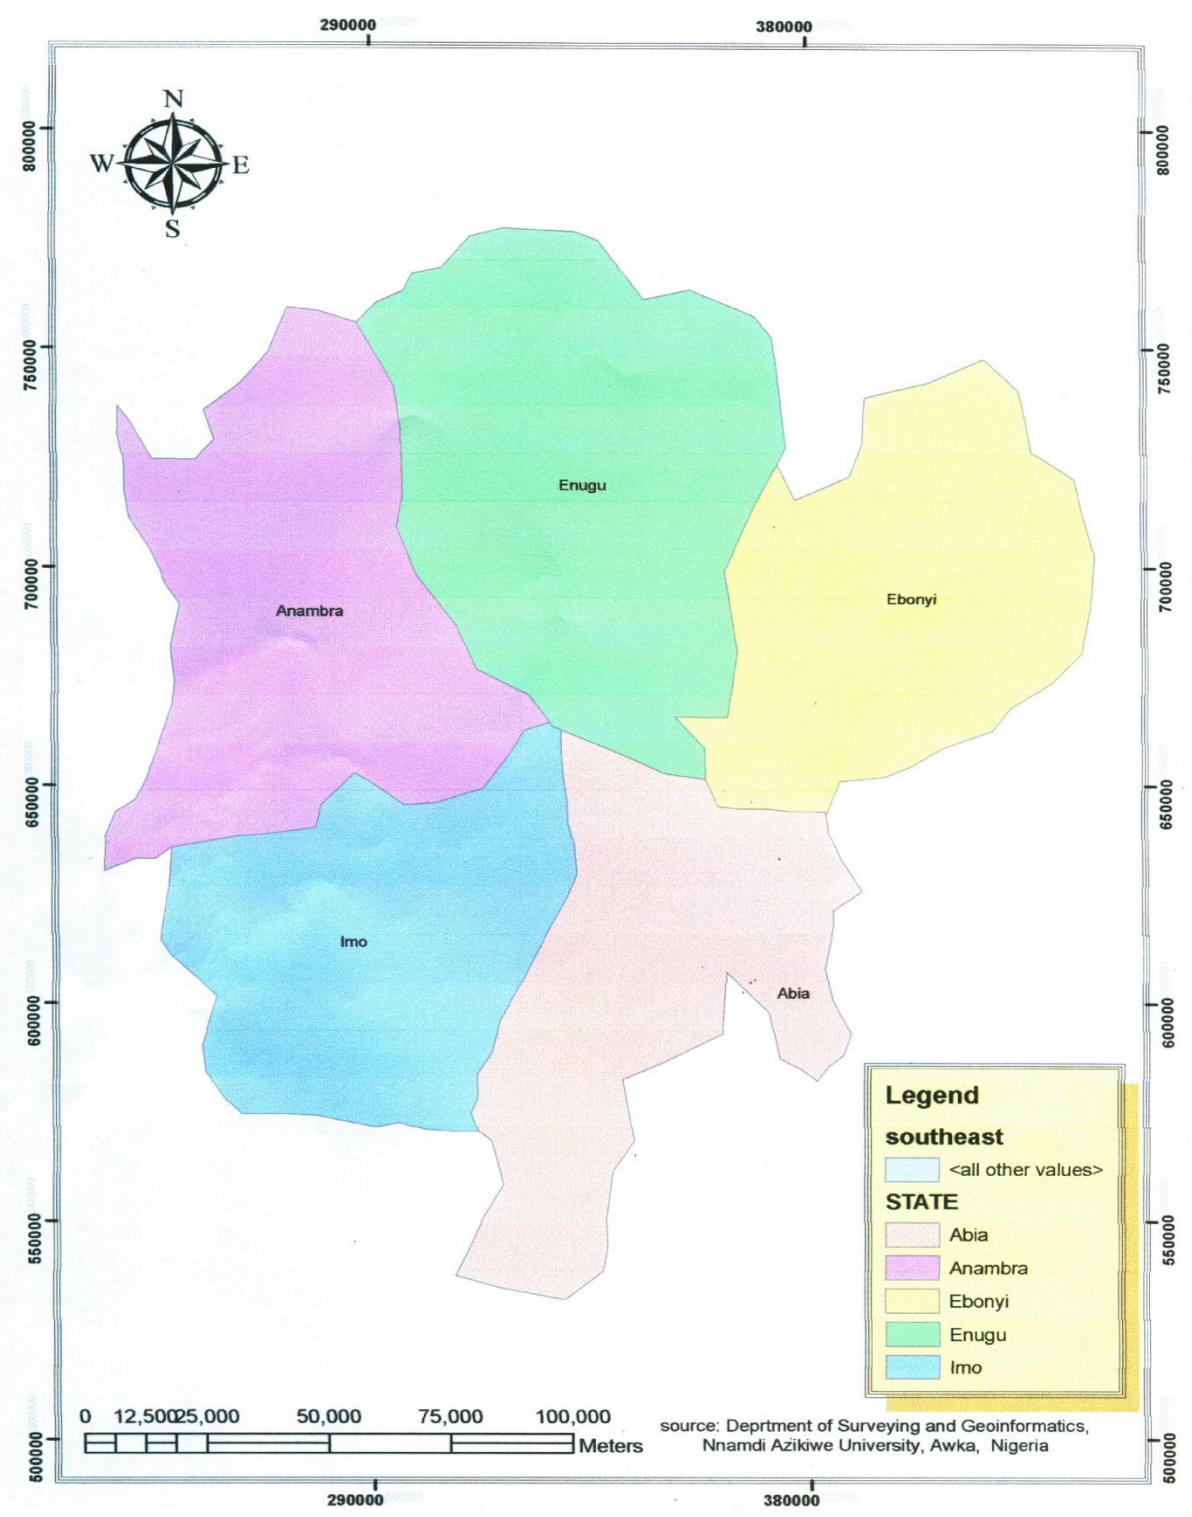 290000 380000
N
W E
S
800000 800000
750000 750000
Enugu
700000 700000
Ebonyi
Anambra
650000 650000
Imo
Abia
600000 600000
Legend
southeast
<all other values>
STATE
Abia
Anambra
Ebonyi
Enugu
Imo
550000 550000
0 12,500 25,000 50,000 75,000 100,000
Meters
source: Deprtment of Surveying and Geoinformatics,
Nnamdi Azikiwe University, Awka, Nigeria
500000 500000
290000 380000